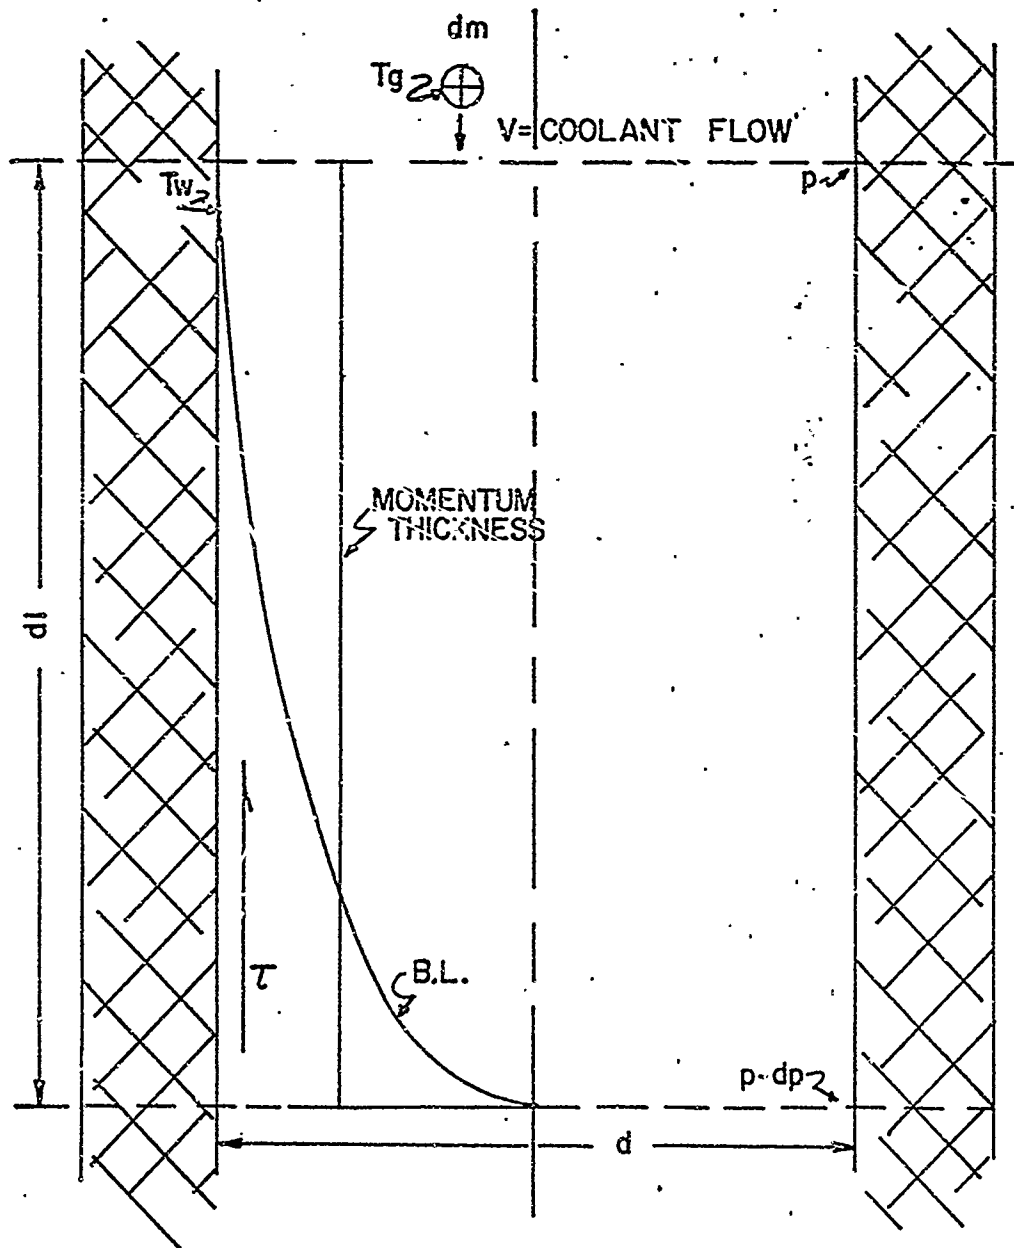 dm
Tg
V=COOLANT FLOW
Tw
p
MOMENTUM
THICKNESS
dl
τ
B.L.
p-dp
d